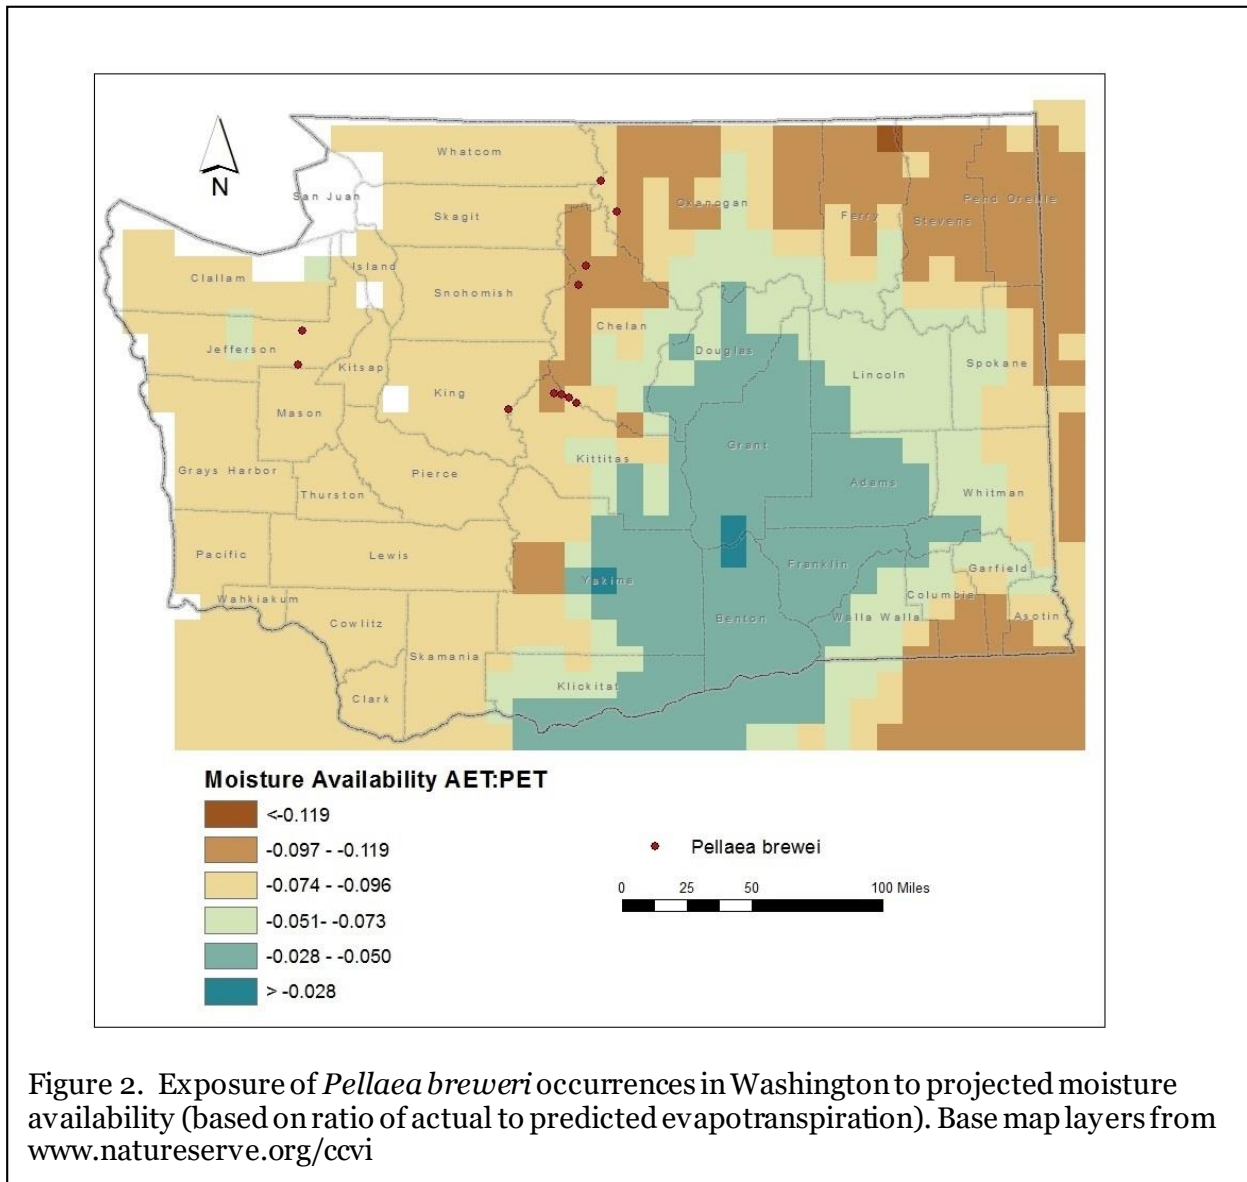 Whatcom
N
San Juan
Skagit
Okanogan
Ferry
Stevens
Pend Oreille
Island
Clallam
Snohomish
Chelan
Jefferson
Kitsap
Douglas
Lincoln
Spokane
King
Mason
Grant
Grays Harbor
Pierce
Kittitas
Thurston
Adams
Whitman
Pacific
Lewis
Yakima
Franklin
Garfield
Wahkiakum
Cowlitz
Benton
Walla Walla
Columbia
Asotin
Skamania
Clark
Klickitat
Moisture Availability AET:PET
<-0.119
-0.097 - -0.119
-0.074 - -0.096
-0.051- -0.073
-0.028 - -0.050
> -0.028
Pellaea brewei
0 25 50 100 Miles
Figure 2. Exposure of Pellaea breweri occurrences in Washington to projected moisture
availability (based on ratio of actual to predicted evapotranspiration). Base map layers from
www.natureserve.org/ccvi